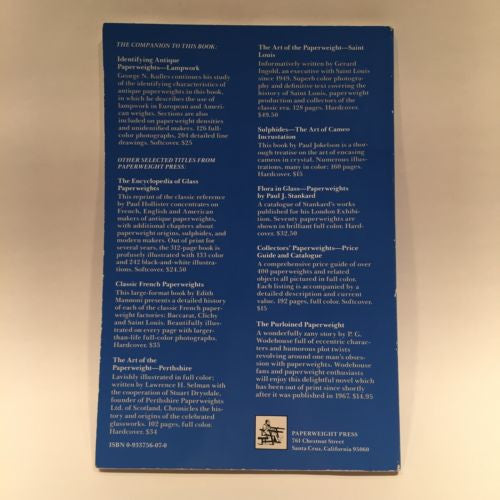 THE COMPANION TO THIS BOOK:
Identifying Antique
Paperweights—Lampwork
George N. Kulles continues his study
of the identifying characteristics of
antique paperweights in this book,
in which he describes the use of
lampwork in European and Ameri-
can weights. Sections are also
included on paperweight densities
and unidentified makers. 126 full-
color photographs, 204 detailed line
drawings. Softcover. $25
OTHER SELECTED TITLES FROM
PAPERWEIGHT PRESS:
The Encyclopedia of Glass
Paperweights
This reprint of the classic reference
by Paul Hollister concentrates on
French, English and American
makers of antique paperweights,
with additional chapters about
paperweight origins, sulphides, and
modern makers. Out of print for
several years, the 312-page book is
profusely illustrated with 133 color
and 242 black-and-white illustra-
tions. Softcover. $24.50
Classic French Paperweights
This large-format book by Edith
Mannoni presents a detailed history
of each of the classic French paper-
weight factories: Baccarat, Clichy
and Saint Louis. Beautifully illus-
trated on every page with larger-
than-life full-color photographs.
Hardcover. $35
The Art of the
Paperweight—Perthshire
Lavishly illustrated in full color;
written by Lawrence H. Selman with
the cooperation of Stuart Drysdale,
founder of Perthshire Paperweights
Ltd. of Scotland. Chronicles the his-
tory and origins of the celebrated
glassworks. 102 pages, full color.
Hardcover. $34
ISBN 0-933756-07-0
The Art of the Paperweight—Saint
Louis
Informatively written by Gerard
Ingold, an executive with Saint Louis
since 1949. Superb color photogra-
phy and definitive text covering the
history of Saint Louis, paperweight
production and collectors of the
classic era. 128 pages. Hardcover.
$49.50
Sulphides—The Art of Cameo
Incrustation
This book by Paul Jokelson is a thor-
ough treatise on the art of encasing
cameos in crystal. Numerous illus-
trations, many in color; 160 pages.
Hardcover. $15
Flora in Glass—Paperweights
by Paul J. Stankard
A catalogue of Stankard's works
published for his London Exhibi-
tion. Seventy paperweights are
shown in brilliant full color. Hard-
cover. $32.50
Collectors' Paperweights—Price
Guide and Catalogue
A comprehensive price guide of over
400 paperweights and related
objects all pictured in full color.
Each listing is accompanied by a
detailed description and current
value. 192 pages, full color. Softcover.
$15
The Purloined Paperweight
A wonderfully zany story by P. G.
Wodehouse full of eccentric charac-
ters and humorous plot twists
revolving around one man's obses-
sion with paperweights. Wodehouse
fans and paperweight enthusiasts
will enjoy this delightful novel which
has been out of print since shortly
after it was published in 1967. $14.95
PAPERWEIGHT PRESS
761 Chestnut Street
Santa Cruz, California 95060